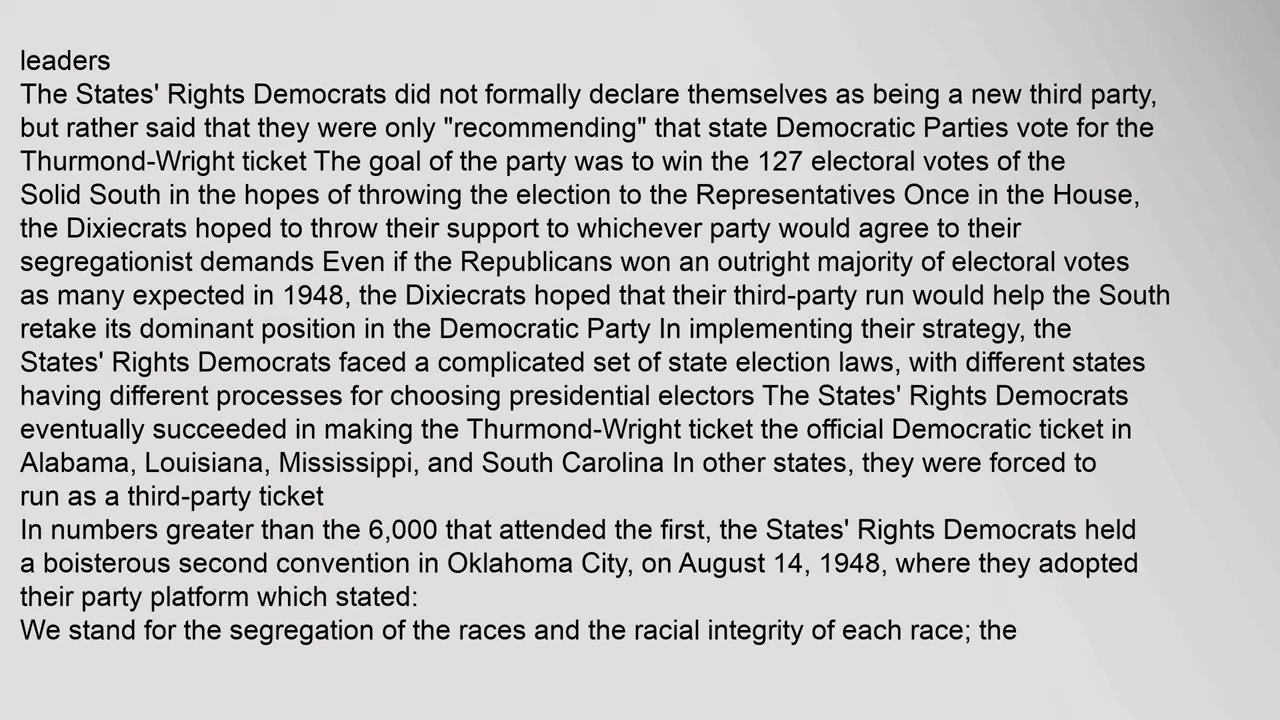 leaders
The States' Rights Democrats did not formally declare themselves as being a new third party,
but rather said that they were only "recommending" that state Democratic Parties vote for the
Thurmond-Wright ticket The goal of the party was to win the 127 electoral votes of the
Solid South in the hopes of throwing the election to the Representatives Once in the House,
the Dixiecrats hoped to throw their support to whichever party would agree to their
segregationist demands Even if the Republicans won an outright majority of electoral votes
as many expected in 1948, the Dixiecrats hoped that their third-party run would help the South
retake its dominant position in the Democratic Party In implementing their strategy, the
States' Rights Democrats faced a complicated set of state election laws, with different states
having different processes for choosing presidential electors The States' Rights Democrats
eventually succeeded in making the Thurmond-Wright ticket the official Democratic ticket in
Alabama, Louisiana, Mississippi, and South Carolina In other states, they were forced to
run as a third-party ticket
In numbers greater than the 6,000 that attended the first, the States' Rights Democrats held
a boisterous second convention in Oklahoma City, on August 14, 1948, where they adopted
their party platform which stated:
We stand for the segregation of the races and the racial integrity of each race; the